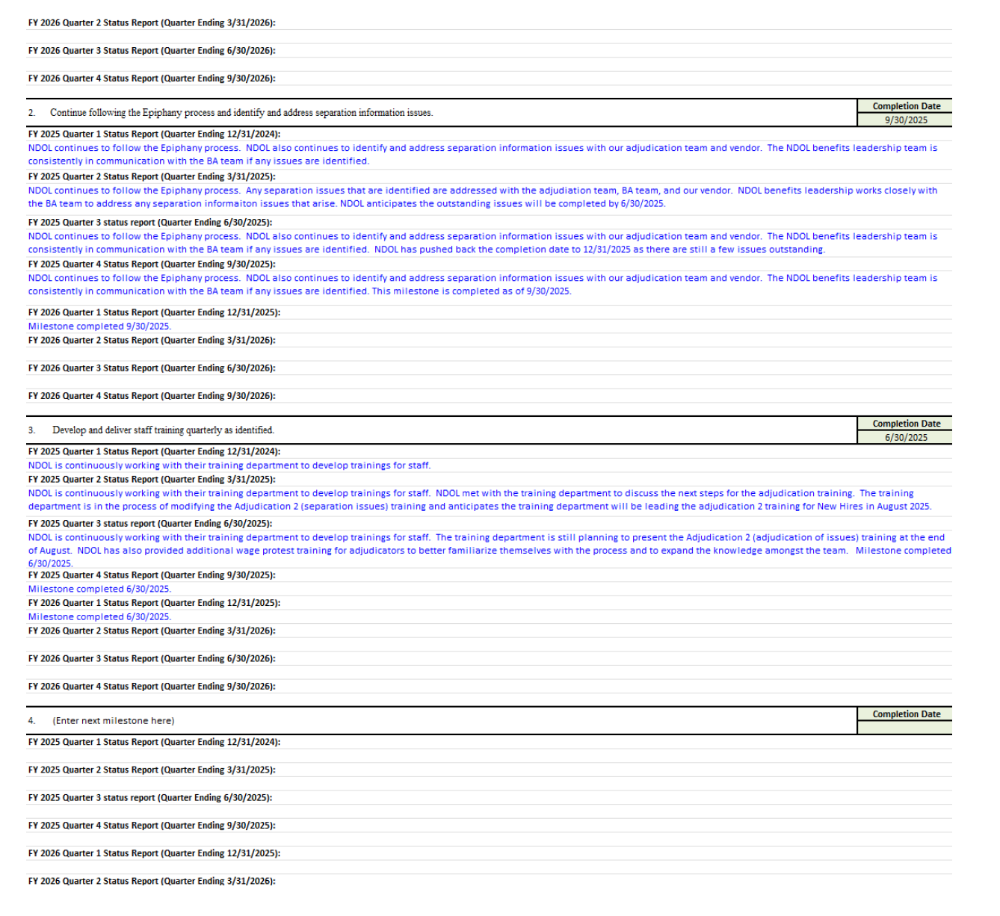 FY 2026 Quarter 2 Status Report (Quarter Ending 3/31/2026):
FY 2026 Quarter 3 Status Report (Quarter Ending 6/30/2026):
FY 2026 Quarter 4 Status Report (Quarter Ending 9/30/2026):
2. Continue following the Epiphany process and identify and address separation information issues.
Completion Date
9/30/2025
FY 2025 Quarter 1 Status Report (Quarter Ending 12/31/2024):
NDOL continues to follow the Epiphany process.  NDOL also continues to identify and address separation information issues with our adjudication team and vendor.  The NDOL benefits leadership team is
consistently in communication with the BA team if any issues are identified.
FY 2025 Quarter 2 Status Report (Quarter Ending 3/31/2025):
NDOL continues to follow the Epiphany process.  Any separation issues that are identified are addressed with the adjudiation team, BA team, and our vendor.  NDOL benefits leadership works closely with
the BA team to address any separation informaiton issues that arise. NDOL anticipates the outstanding issues will be completed by 6/30/2025.
FY 2025 Quarter 3 status report (Quarter Ending 6/30/2025):
NDOL continues to follow the Epiphany process.  NDOL also continues to identify and address separation information issues with our adjudication team and vendor.  The NDOL benefits leadership team is
consistently in communication with the BA team if any issues are identified.  NDOL has pushed back the completion date to 12/31/2025 as there are still a few issues outstanding.
FY 2025 Quarter 4 Status Report (Quarter Ending 9/30/2025):
NDOL continues to follow the Epiphany process.  NDOL also continues to identify and address separation information issues with our adjudication team and vendor.  The NDOL benefits leadership team is
consistently in communication with the BA team if any issues are identified. This milestone is completed as of 9/30/2025.
FY 2026 Quarter 1 Status Report (Quarter Ending 12/31/2025):
Milestone completed 9/30/2025.
FY 2026 Quarter 2 Status Report (Quarter Ending 3/31/2026):
FY 2026 Quarter 3 Status Report (Quarter Ending 6/30/2026):
FY 2026 Quarter 4 Status Report (Quarter Ending 9/30/2026):
3. Develop and deliver staff training quarterly as identified.
Completion Date
6/30/2025
FY 2025 Quarter 1 Status Report (Quarter Ending 12/31/2024):
NDOL is continuously working with their training department to develop trainings for staff.
FY 2025 Quarter 2 Status Report (Quarter Ending 3/31/2025):
NDOL is continuously working with their training department to develop trainings for staff.  NDOL met with the training department to discuss the next steps for the adjudication training.  The training
department is in the process of modifying the Adjudication 2 (separation issues) training and anticipates the training department will be leading the adjudication 2 training for New Hires in August 2025.
FY 2025 Quarter 3 status report (Quarter Ending 6/30/2025):
NDOL is continuously working with their training department to develop trainings for staff.  The training department is still planning to present the Adjudication 2 (adjudication of issues) training at the end
of August.  NDOL has also provided additional wage protest training for adjudicators to better familiarize themselves with the process and to expand the knowledge amongst the team.   Milestone completed
6/30/2025.
FY 2025 Quarter 4 Status Report (Quarter Ending 9/30/2025):
Milestone completed 6/30/2025.
FY 2026 Quarter 1 Status Report (Quarter Ending 12/31/2025):
Milestone completed 6/30/2025.
FY 2026 Quarter 2 Status Report (Quarter Ending 3/31/2026):
FY 2026 Quarter 3 Status Report (Quarter Ending 6/30/2026):
FY 2026 Quarter 4 Status Report (Quarter Ending 9/30/2026):
4. (Enter next milestone here)
Completion Date
FY 2025 Quarter 1 Status Report (Quarter Ending 12/31/2024):
FY 2025 Quarter 2 Status Report (Quarter Ending 3/31/2025):
FY 2025 Quarter 3 status report (Quarter Ending 6/30/2025):
FY 2025 Quarter 4 Status Report (Quarter Ending 9/30/2025):
FY 2026 Quarter 1 Status Report (Quarter Ending 12/31/2025):
FY 2026 Quarter 2 Status Report (Quarter Ending 3/31/2026):